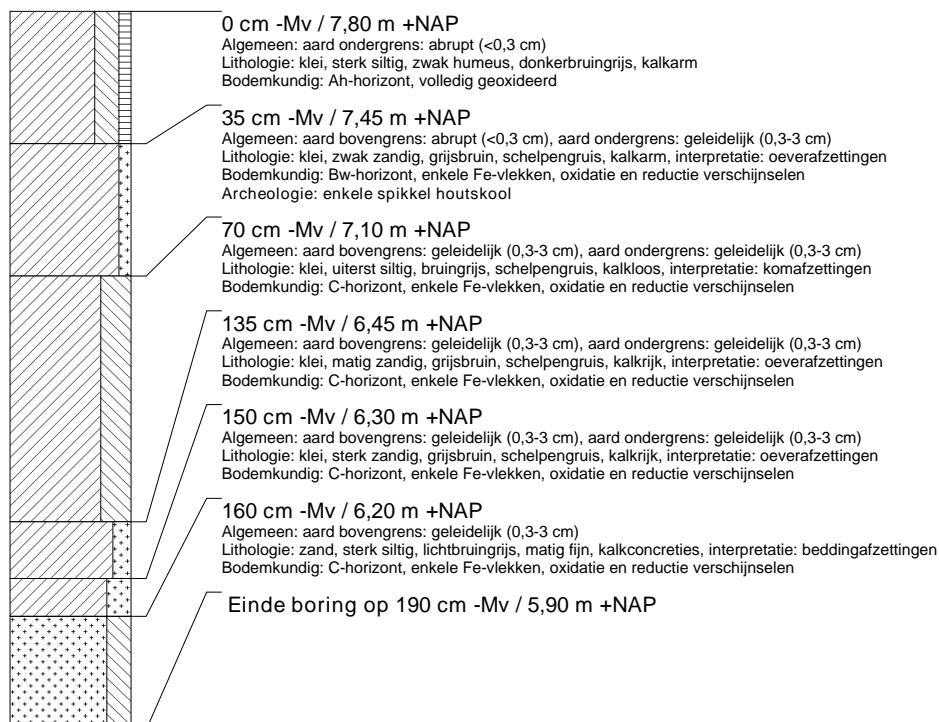 0 cm -Mv / 7,80 m +NAP
Algemeen: aard ondergrens: abrupt (<0,3 cm)
Lithologie: klei, sterk siltig, zwak humeus, donkerbruingrijs, kalkarm
Bodemkundig: Ah-horizont, volledig geoxideerd
35 cm -Mv / 7,45 m +NAP
Algemeen: aard bovengrens: abrupt (<0,3 cm), aard ondergrens: geleidelijk (0,3-3 cm)
Lithologie: klei, zwak zandig, grijsbruin, schelpengruis, kalkarm, interpretatie: oeverafzettingen
Bodemkundig: Bw-horizont, enkele Fe-vlekken, oxidatie en reductie verschijnselen
Archeologie: enkele spikkel houtskool
70 cm -Mv / 7,10 m +NAP
Algemeen: aard bovengrens: geleidelijk (0,3-3 cm), aard ondergrens: geleidelijk (0,3-3 cm)
Lithologie: klei, uiterst siltig, bruingrijs, schelpengruis, kalkloos, interpretatie: komafzettingen
Bodemkundig: C-horizont, enkele Fe-vlekken, oxidatie en reductie verschijnselen
135 cm -Mv / 6,45 m +NAP
Algemeen: aard bovengrens: geleidelijk (0,3-3 cm), aard ondergrens: geleidelijk (0,3-3 cm)
Lithologie: klei, matig zandig, grijsbruin, schelpengruis, kalkrijk, interpretatie: oeverafzettingen
Bodemkundig: C-horizont, enkele Fe-vlekken, oxidatie en reductie verschijnselen
150 cm -Mv / 6,30 m +NAP
Algemeen: aard bovengrens: geleidelijk (0,3-3 cm), aard ondergrens: geleidelijk (0,3-3 cm)
Lithologie: klei, sterk zandig, grijsbruin, schelpengruis, kalkrijk, interpretatie: oeverafzettingen
Bodemkundig: C-horizont, enkele Fe-vlekken, oxidatie en reductie verschijnselen
160 cm -Mv / 6,20 m +NAP
Algemeen: aard bovengrens: geleidelijk (0,3-3 cm)
Lithologie: zand, sterk siltig, lichtbruingrijs, matig fijn, kalkconcreties, interpretatie: beddingafzettingen
Bodemkundig: C-horizont, enkele Fe-vlekken, oxidatie en reductie verschijnselen
Einde boring op 190 cm -Mv / 5,90 m +NAP